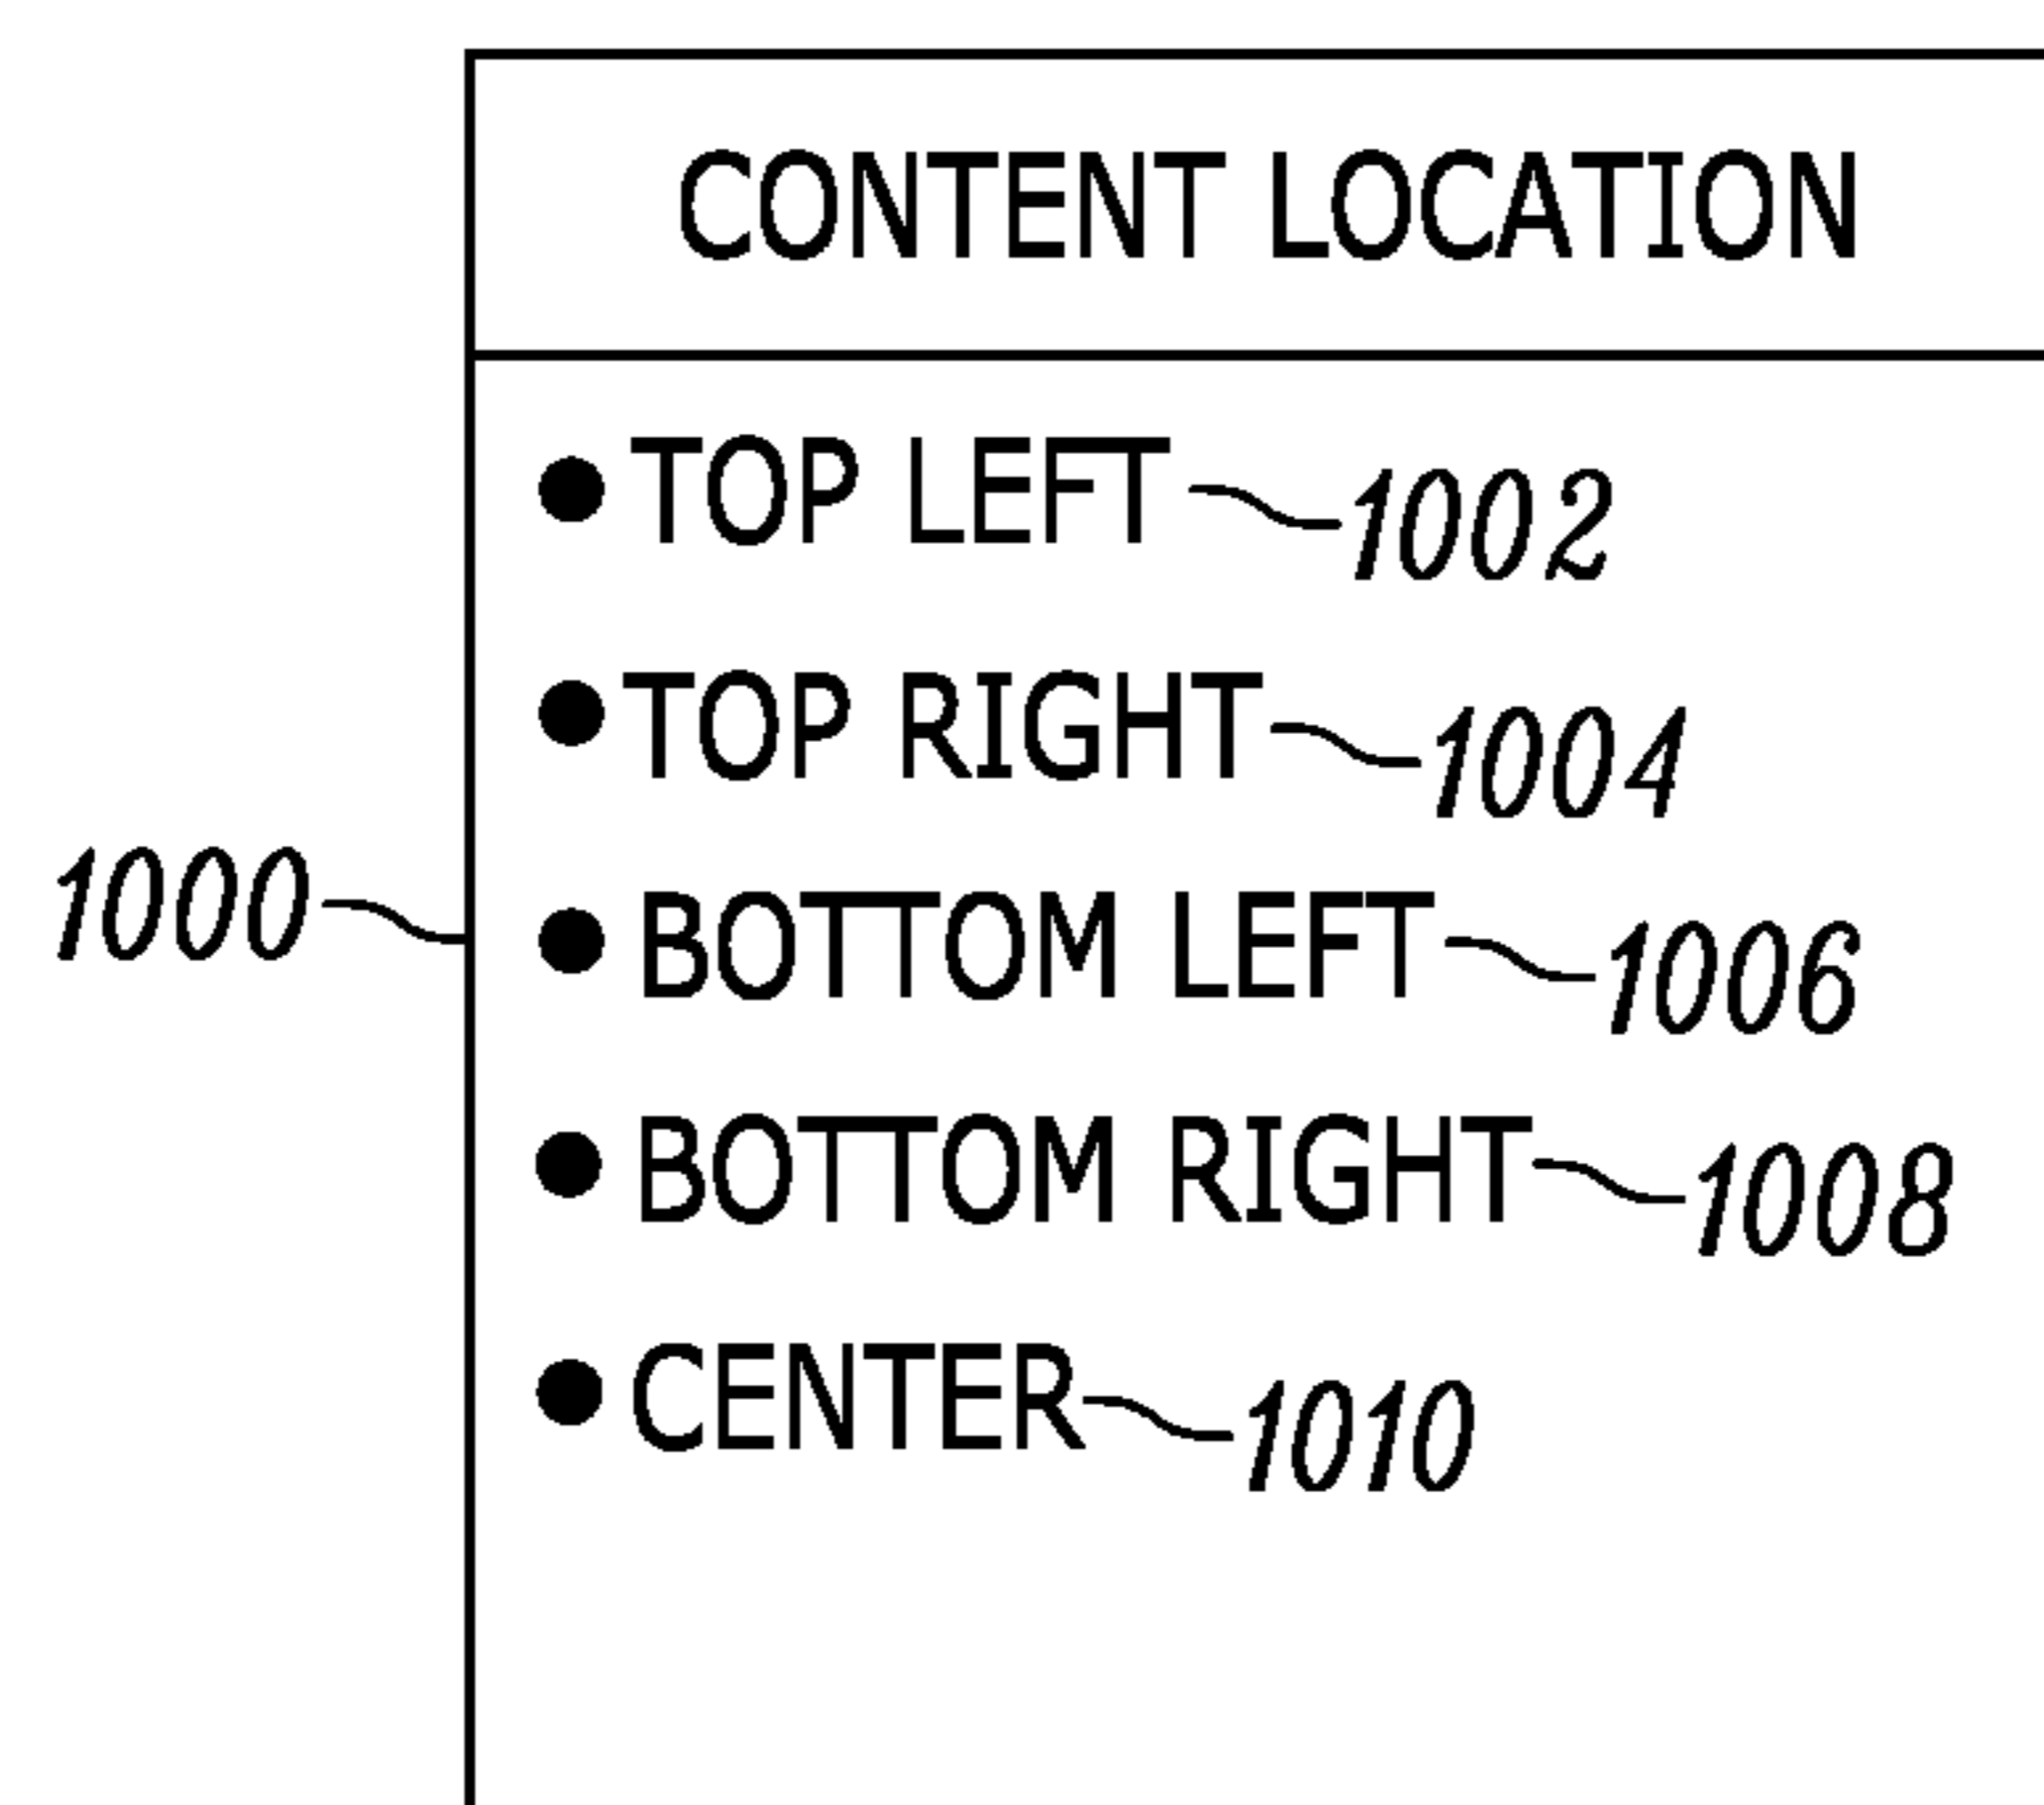 CONTENT LOCATION
● TOP LEFT 1002
● TOP RIGHT 1004
1000
● BOTTOM LEFT 1006
● BOTTOM RIGHT 1008
● CENTER 1010